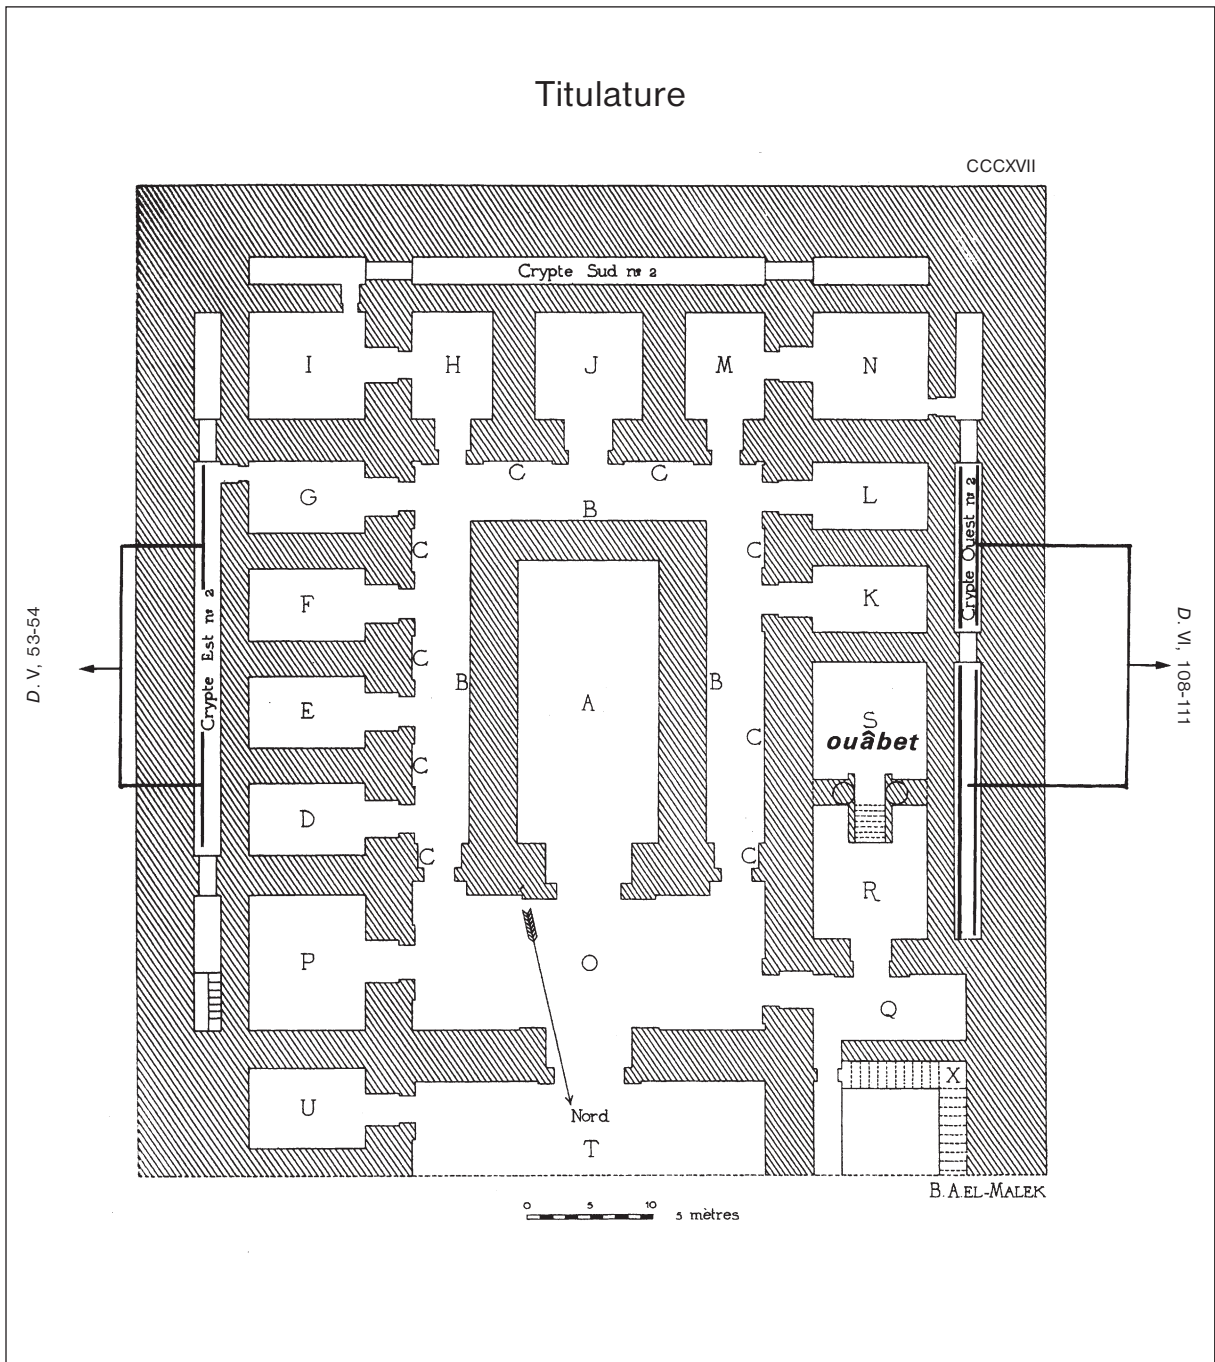 Titulature
CCCXVII
Crypte Sud nº 2
I
H
J
M
N
C
C
G
L
B
C
C
Crypte Ouest nº 2
F
K
Crypte Est nº 2
D. V, 53-54
D. VI, 108-111
C
B
B
A
E
S
ouâbet
C
C
D
C
C
R
P
O
Q
X
U
Nord
T
B. A. EL-MALEK
0 5 10
5 mètres